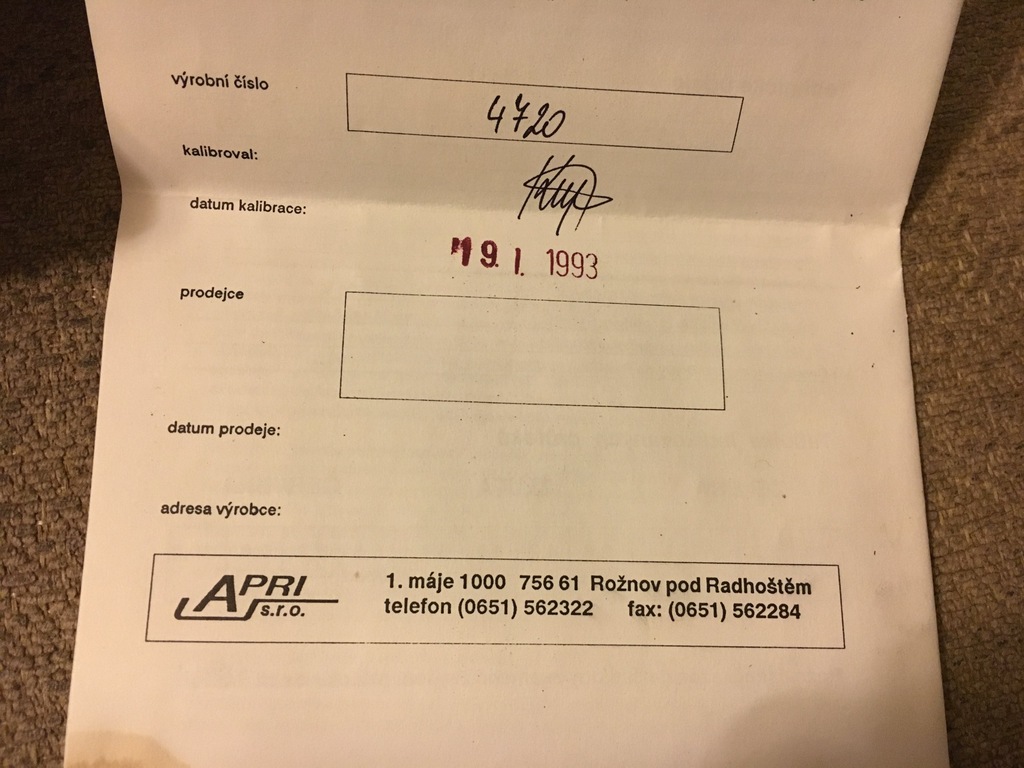 výrobní číslo
4720
kalibroval:
datum kalibrace:
19. I. 1993
prodejce
datum prodeje:
adresa výrobce:
APRI s.r.o.
1. máje 1000 756 61 Rožnov pod Radhoštěm
telefon (0651) 562322 fax: (0651) 562284